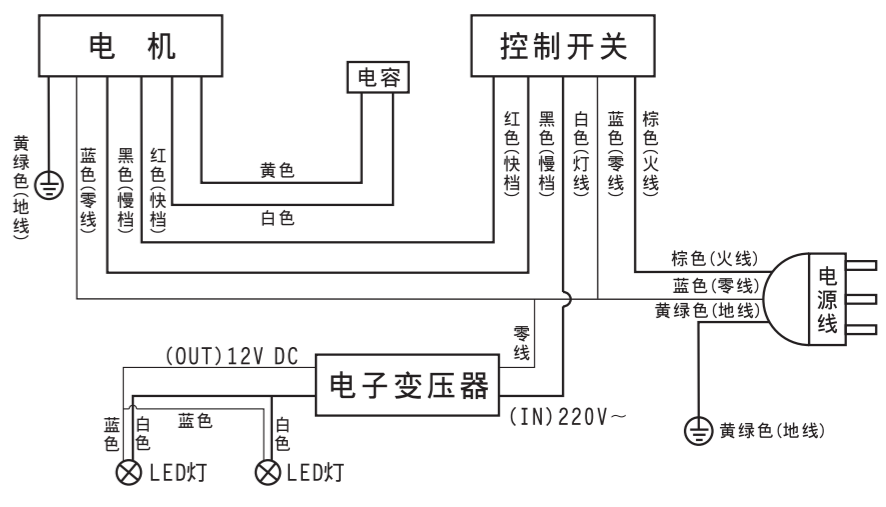 电 机
控制开关
电容
黄绿色(地线)
蓝色(零线)
黑色(慢档)
红色(快档)
黄色
白色
红色(快档)
黑色(慢档)
白色(灯线)
蓝色(零线)
棕色(火线)
棕色(火线)
蓝色(零线)
黄绿色(地线)
电源线
零线
(OUT)12V DC
电子变压器
(IN)220V～
蓝色
白色
蓝色
白色
黄绿色(地线)
LED灯
LED灯